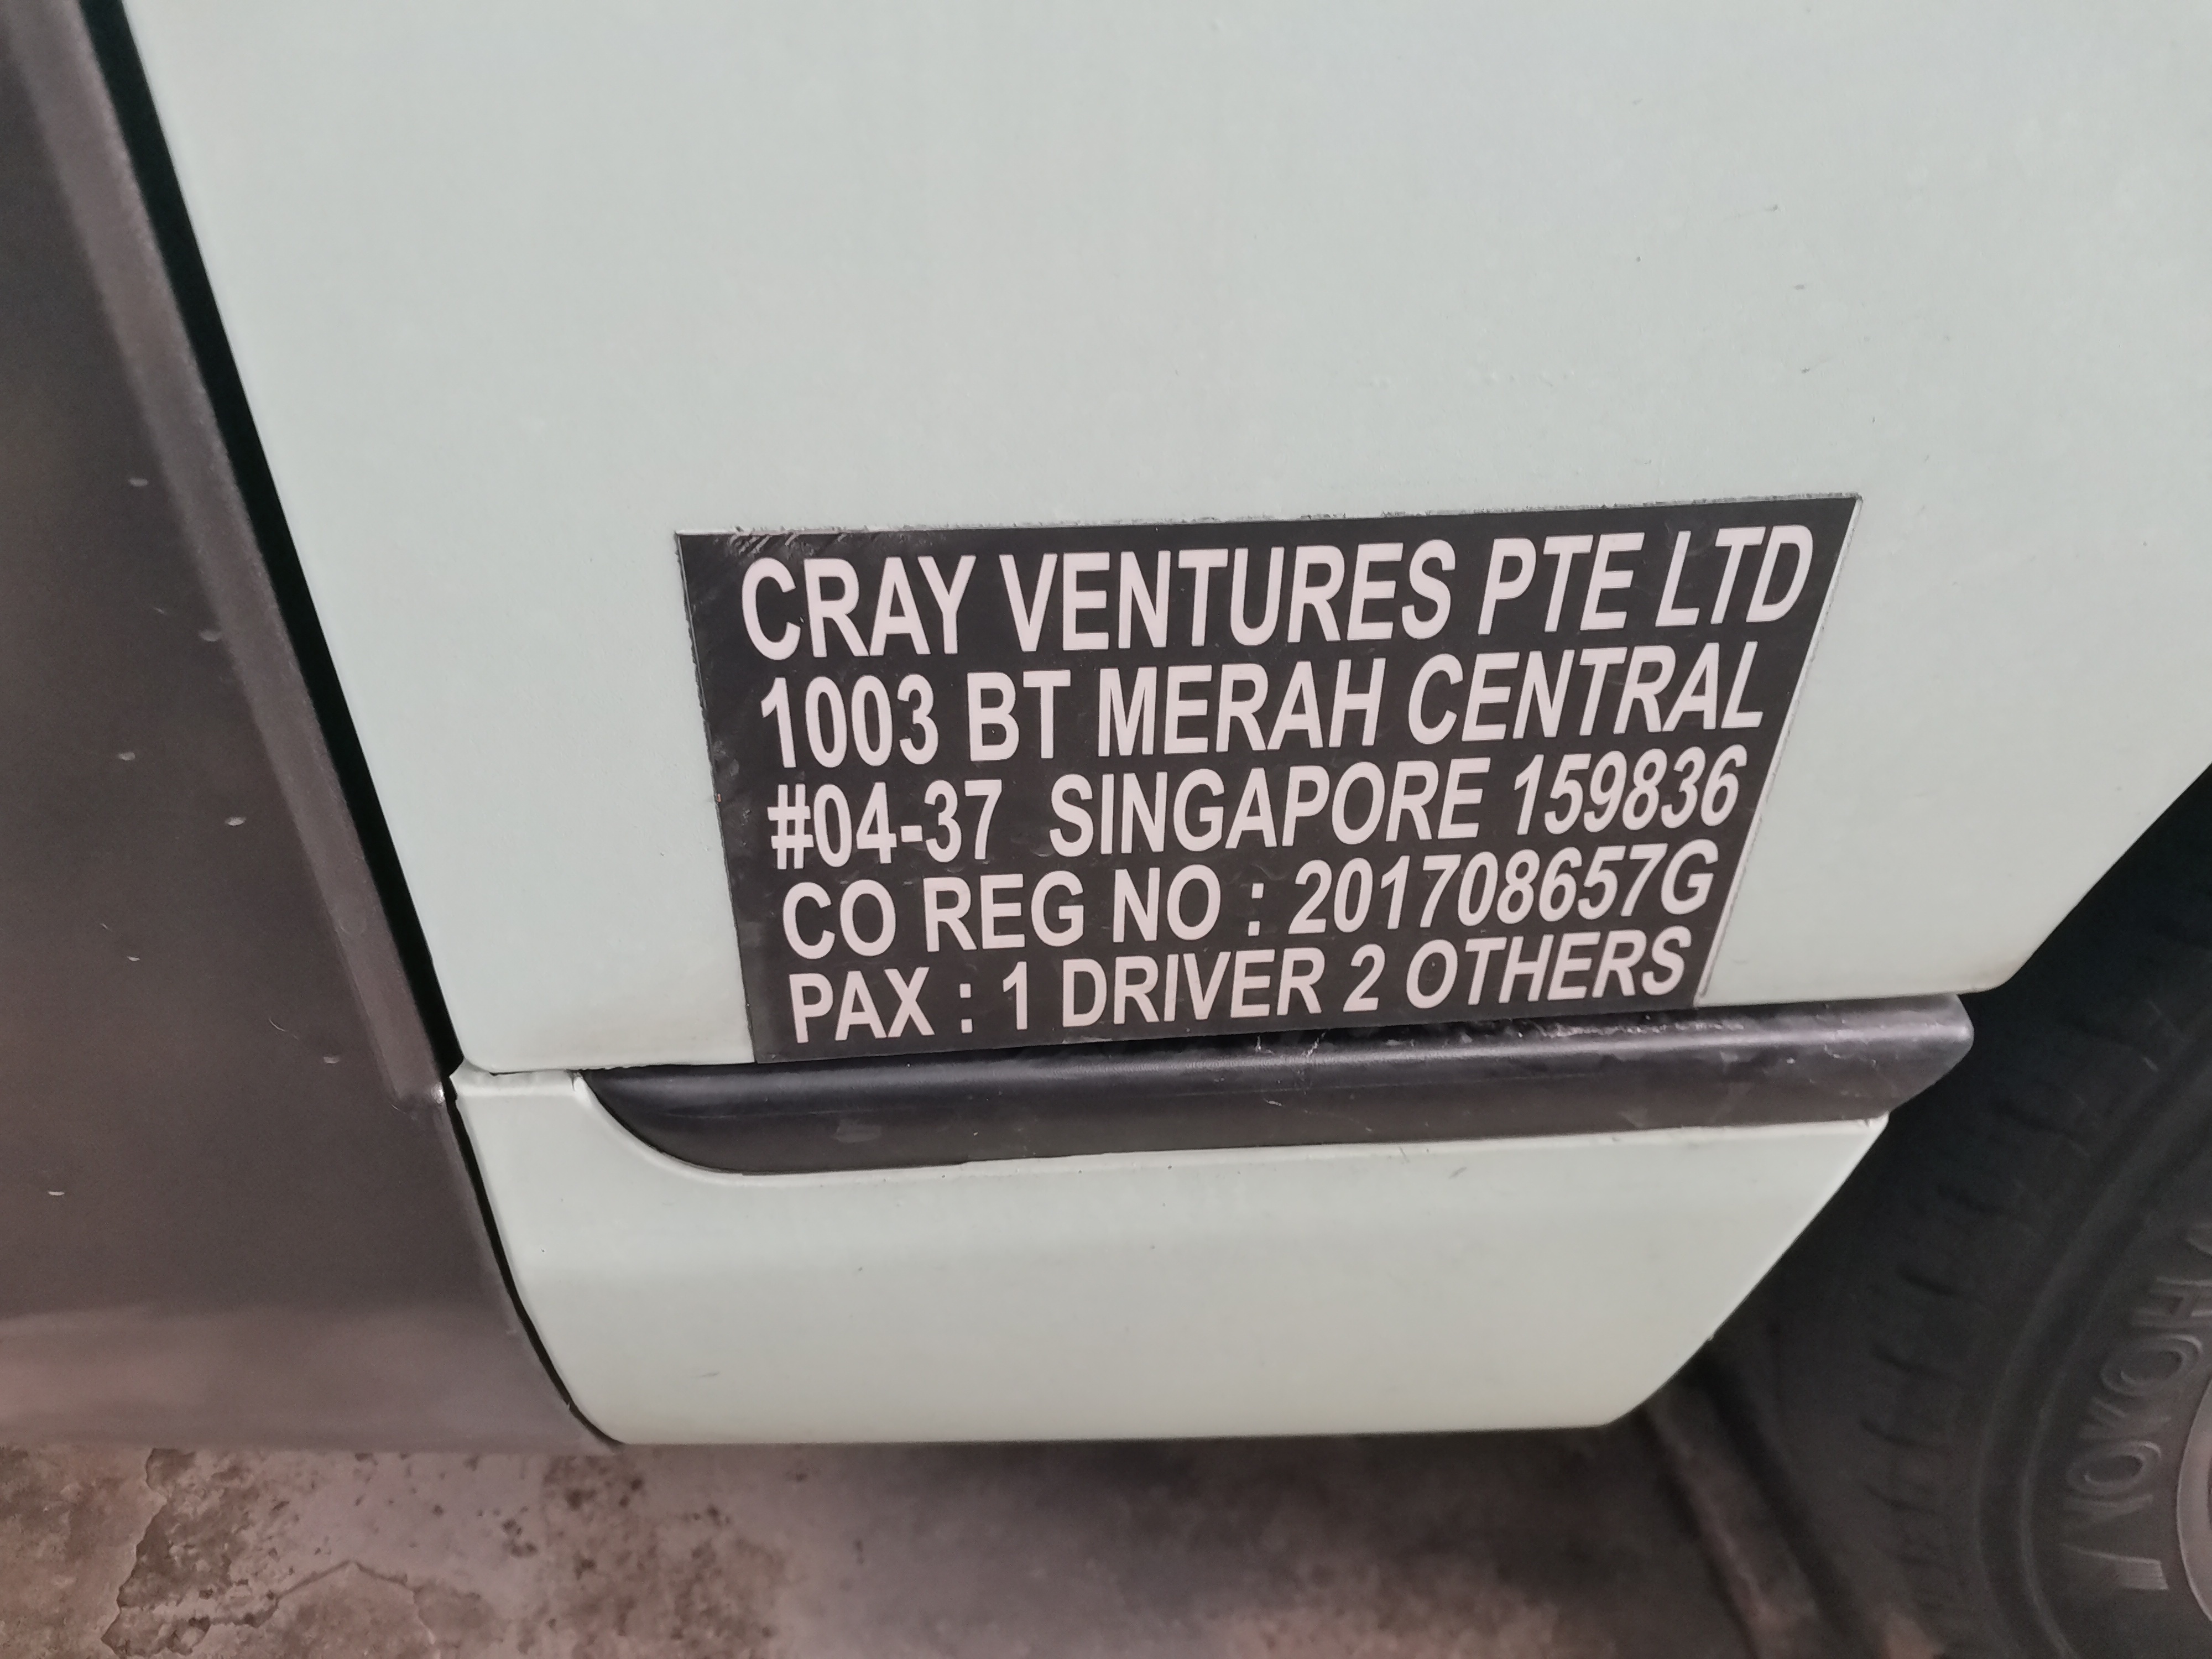 CRAY VENTURES PTE LTD
1003 BT MERAH CENTRAL
#04-37 SINGAPORE 159836
CO REG NO : 201708657G
PAX : 1 DRIVER 2 OTHERS